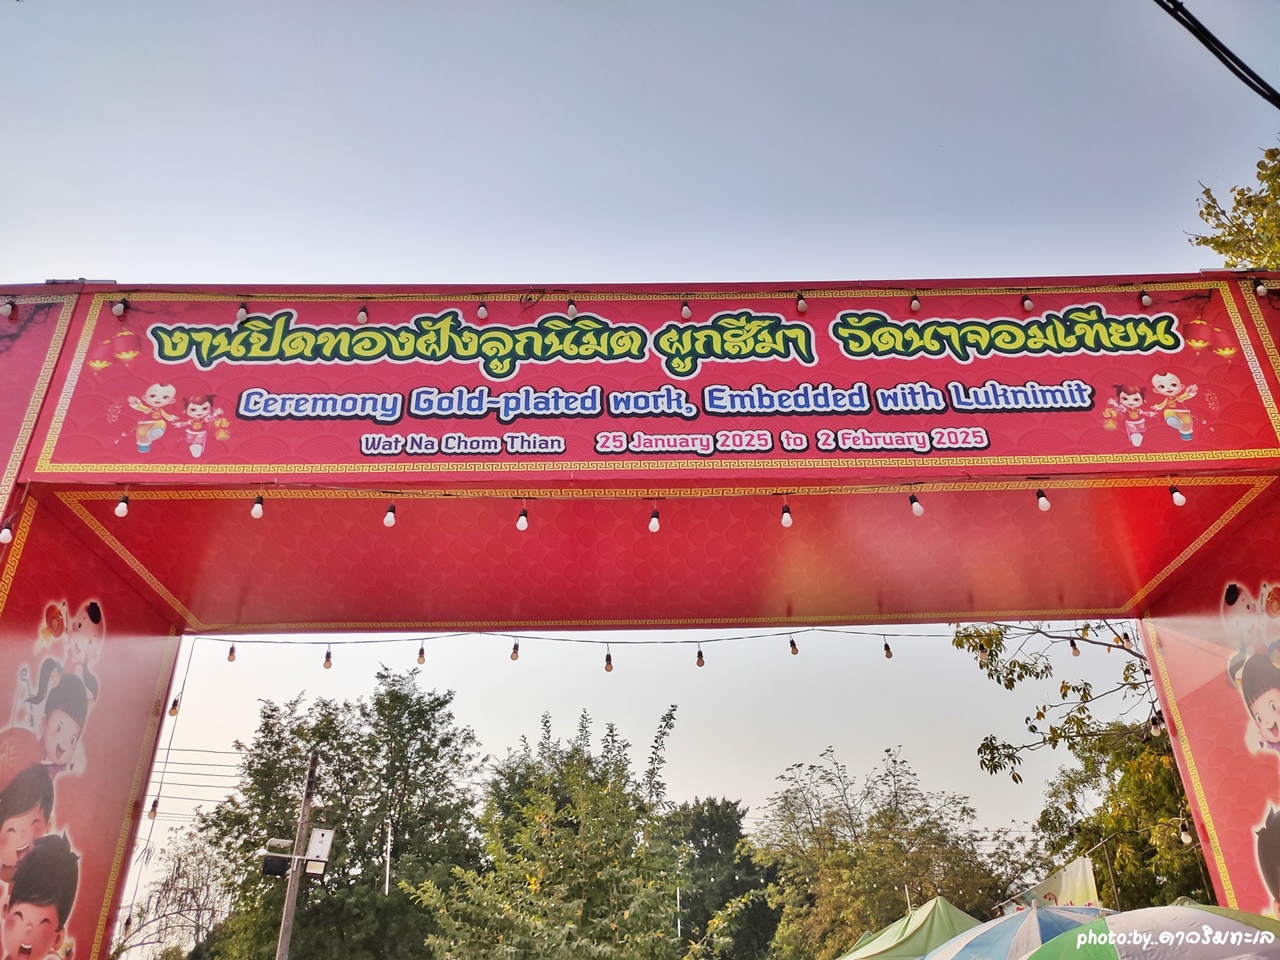 งานปิดทองฝังลูกนิมิต ผูกสีมา วัดนาจอมเทียน
Ceremony Gold-plated work, Embedded with Luknimit
Wat Na Chom Thian 25 January 2025 to 2 February 2025
photo:by..ดาวริมทะเล